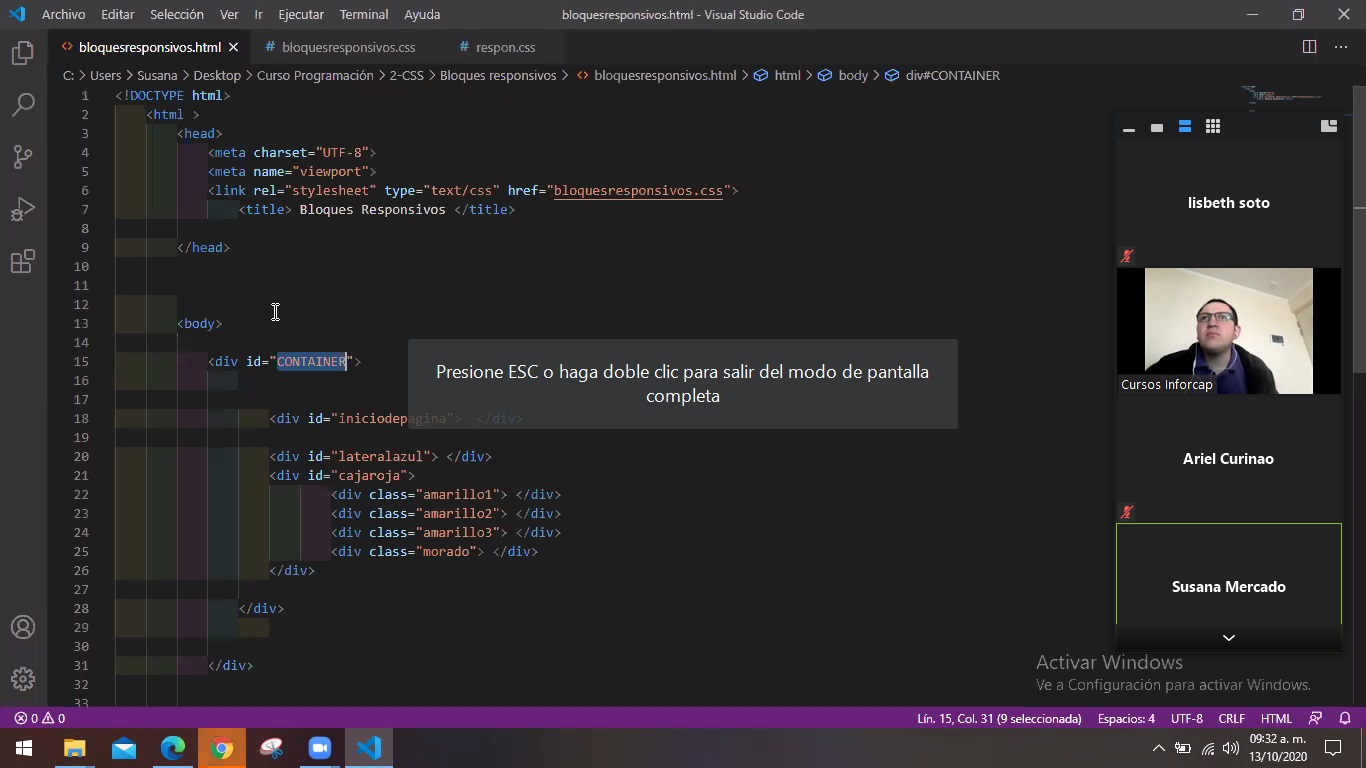 Archivo Editar Selección Ver Ir Ejecutar Terminal Ayuda bloquesresponsivos.html - Visual Studio Code
<> bloquesresponsivos.html # bloquesresponsivos.css # respon.css
C: > Users > Susana > Desktop > Curso Programación > 2-CSS > Bloques responsivos > <> bloquesresponsivos.html > html > body > div#CONTAINER
1 <!DOCTYPE html>
2 <html >
3 <head>
4 <meta charset="UTF-8">
5 <meta name="viewport">
6 <link rel="stylesheet" type="text/css" href="bloquesresponsivos.css">
7 <title> Bloques Responsivos </title>
8
9 </head>
10
11
12
13 <body>
14
15 <div id="CONTAINER">
16
17
18 <div id="iniciodepagina"> </div>
19
20 <div id="lateralazul"> </div>
21 <div id="cajaroja">
22 <div class="amarillo1"> </div>
23 <div class="amarillo2"> </div>
24 <div class="amarillo3"> </div>
25 <div class="morado"> </div>
26 </div>
27
28 </div>
29
30
31 </div>
32
33
Presione ESC o haga doble clic para salir del modo de pantalla
completa
lisbeth soto
Cursos Inforcap
Ariel Curinao
Susana Mercado
Activar Windows
Ve a Configuración para activar Windows.
0 0 Lín. 15, Col. 31 (9 seleccionada) Espacios: 4 UTF-8 CRLF HTML
09:32 a. m.
13/10/2020